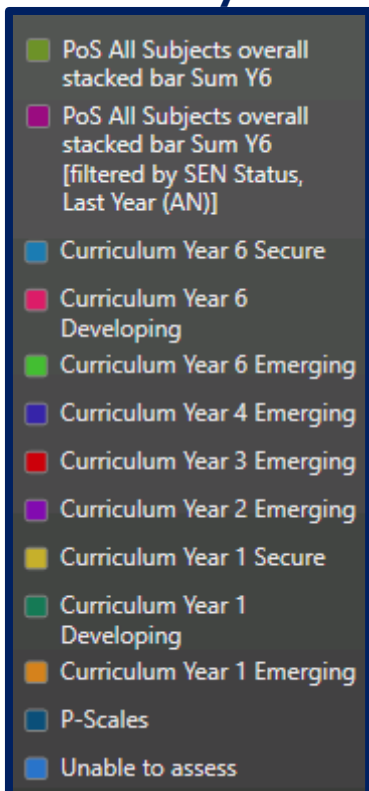 PoS All Subjects overall
stacked bar Sum Y6
PoS All Subjects overall
stacked bar Sum Y6
[filtered by SEN Status,
Last Year (AN)]
Curriculum Year 6 Secure
Curriculum Year 6
Developing
Curriculum Year 6 Emerging
Curriculum Year 4 Emerging
Curriculum Year 3 Emerging
Curriculum Year 2 Emerging
Curriculum Year 1 Secure
Curriculum Year 1
Developing
Curriculum Year 1 Emerging
P-Scales
Unable to assess